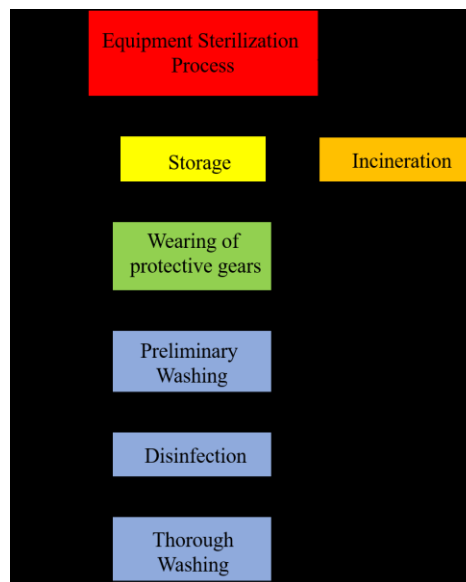 Equipment Sterilization
Process
Storage
Incineration
Wearing of
protective gears
Preliminary
Washing
Disinfection
Thorough
Washing